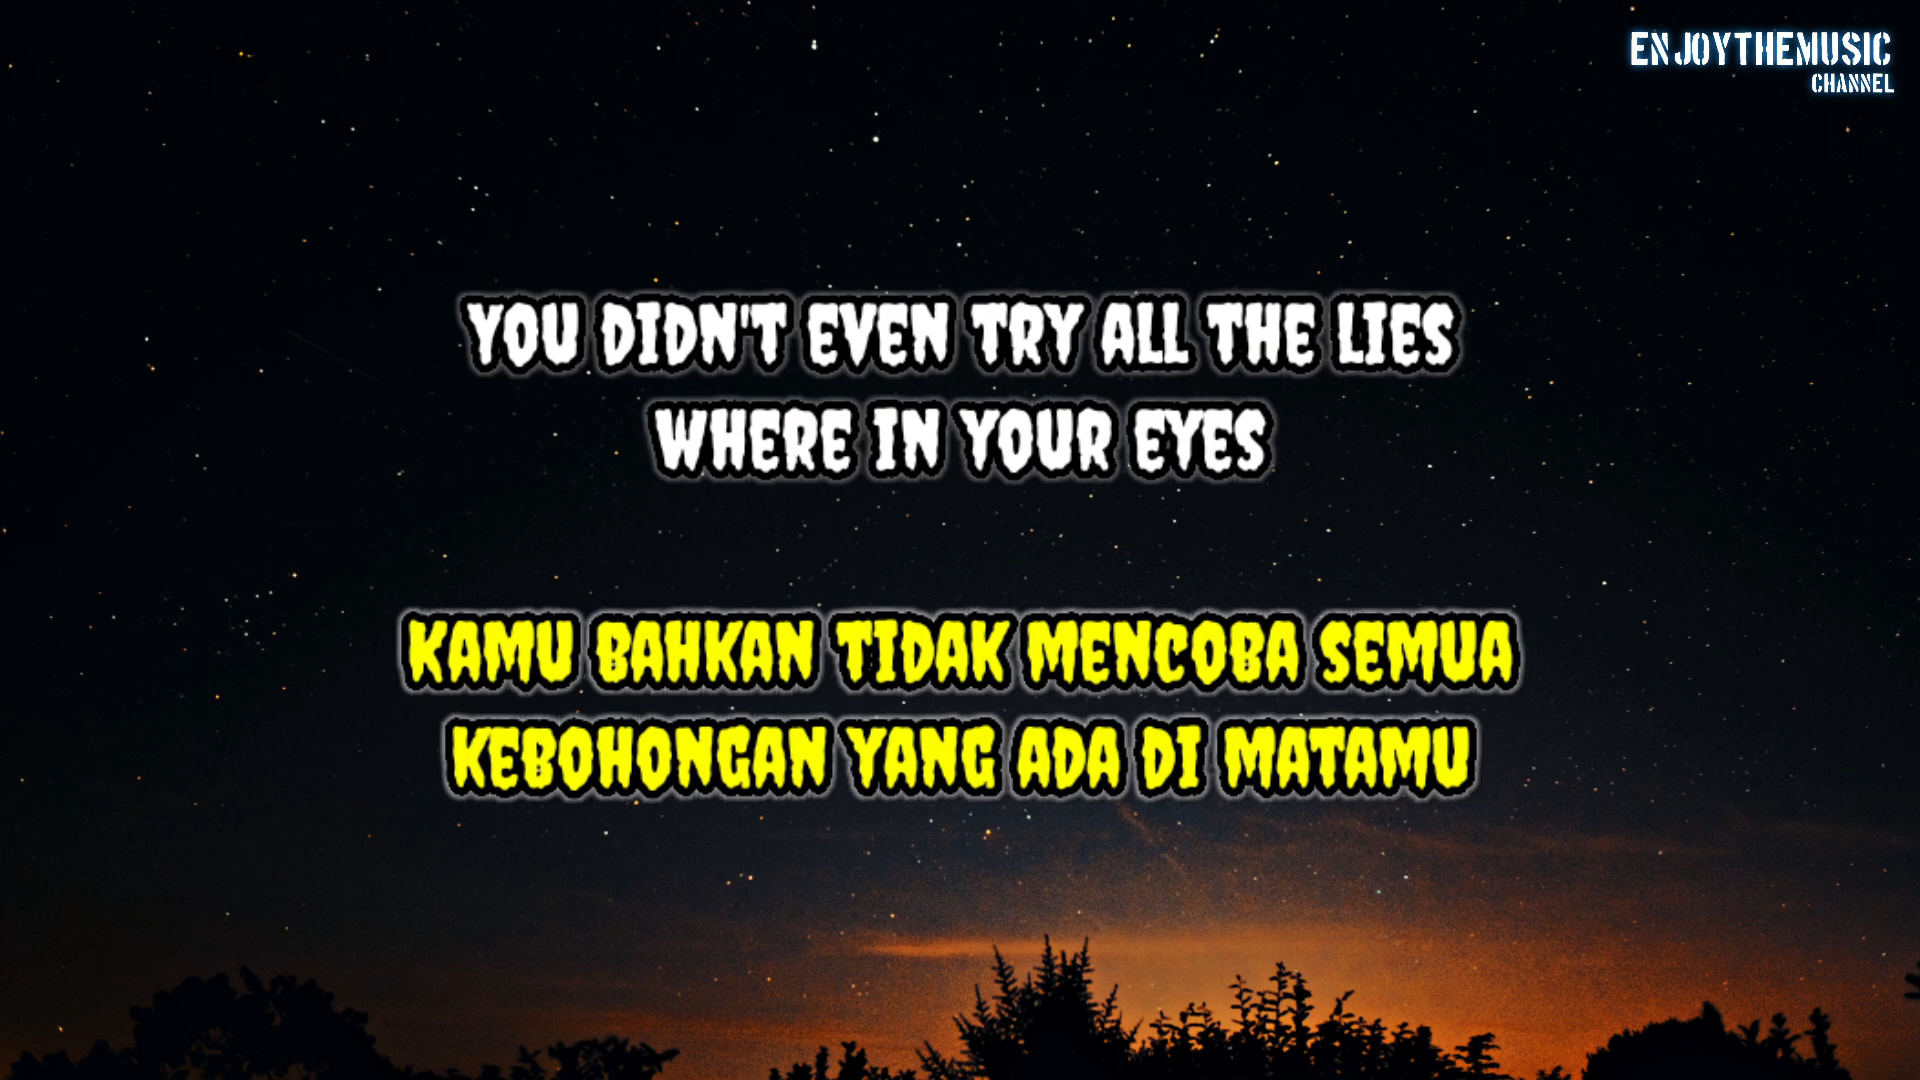 ENJOYTHEMUSIC
CHANNEL
YOU DIDN'T EVEN TRY ALL THE LIES
WHERE IN YOUR EYES
KAMU BAHKAN TIDAK MENCOBA SEMUA
KEBOHONGAN YANG ADA DI MATAMU